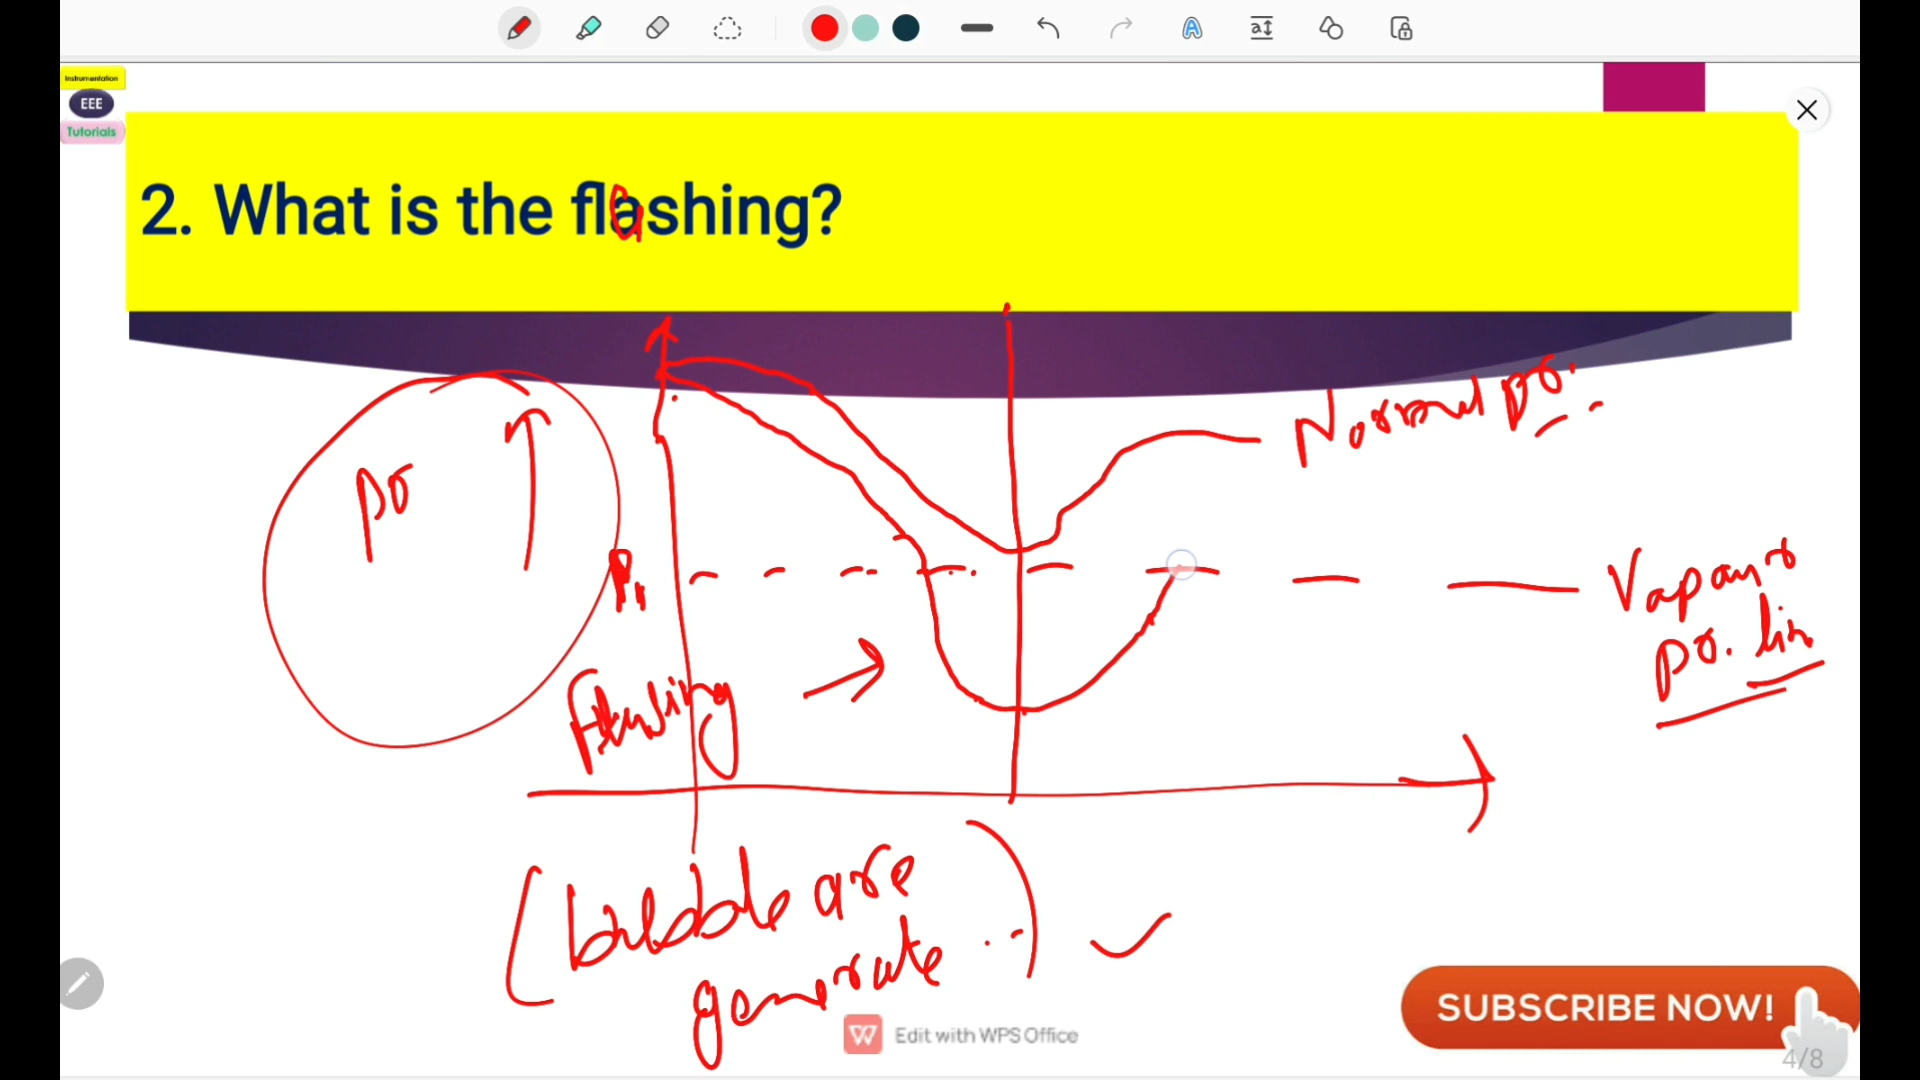 Instrumentation
EEE
Tutorials
2. What is the flashing?
Normal pr.
pr
P1
Vapour
pr. lin
Flashing
(bubble are
generate ..)
Edit with WPS Office
SUBSCRIBE NOW!
4/8